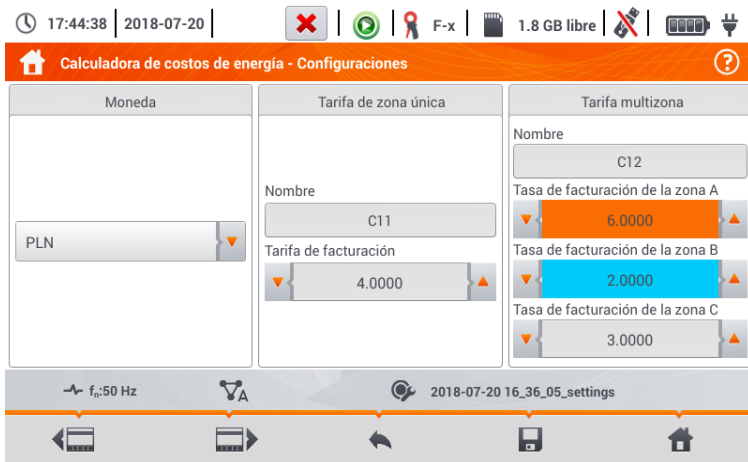 17:44:38 2018-07-20 F-x 1.8 GB libre
Calculadora de costos de energía - Configuraciones ?
Moneda
PLN
Tarifa de zona única
Nombre
C11
Tarifa de facturación
4.0000
Tarifa multizona
Nombre
C12
Tasa de facturación de la zona A
6.0000
Tasa de facturación de la zona B
2.0000
Tasa de facturación de la zona C
3.0000
fn:50 Hz A 2018-07-20 16_36_05_settings